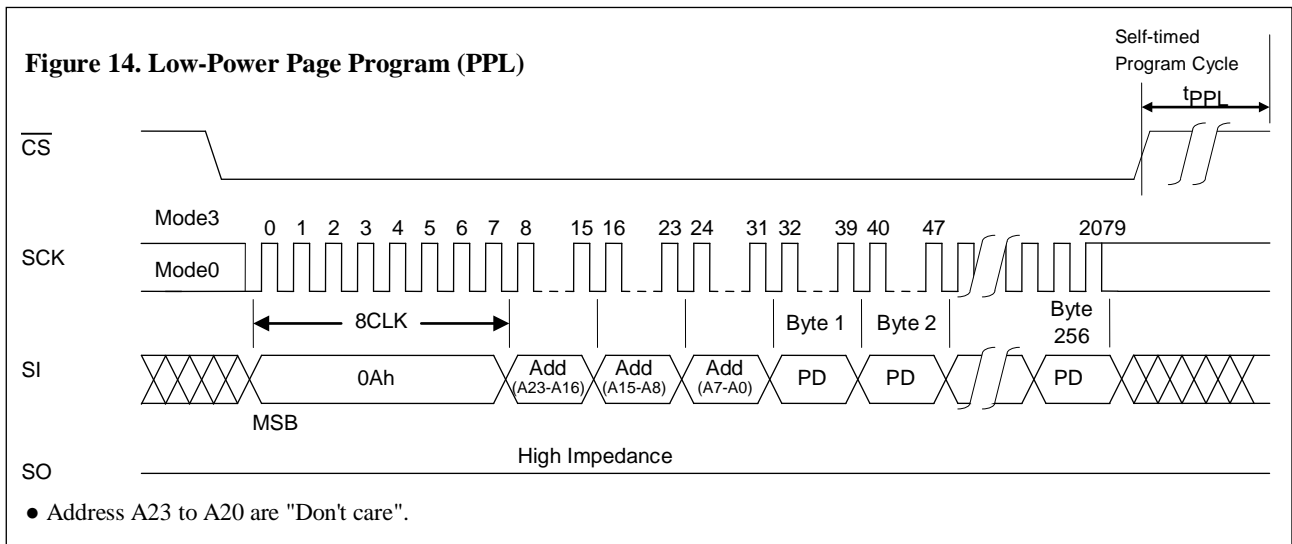 Figure 14. Low-Power Page Program (PPL)
Self-timed
Program Cycle
tPPL
CS
Mode3
0 1 2 3 4 5 6 7 8 15 16 23 24 31 32 39 40 47 2079
SCK
Mode0
8CLK
Byte 1 Byte 2
Byte
256
SI
0Ah
Add
(A23-A16)
Add
(A15-A8)
Add
(A7-A0)
PD PD PD
MSB
High Impedance
SO
● Address A23 to A20 are "Don't care".